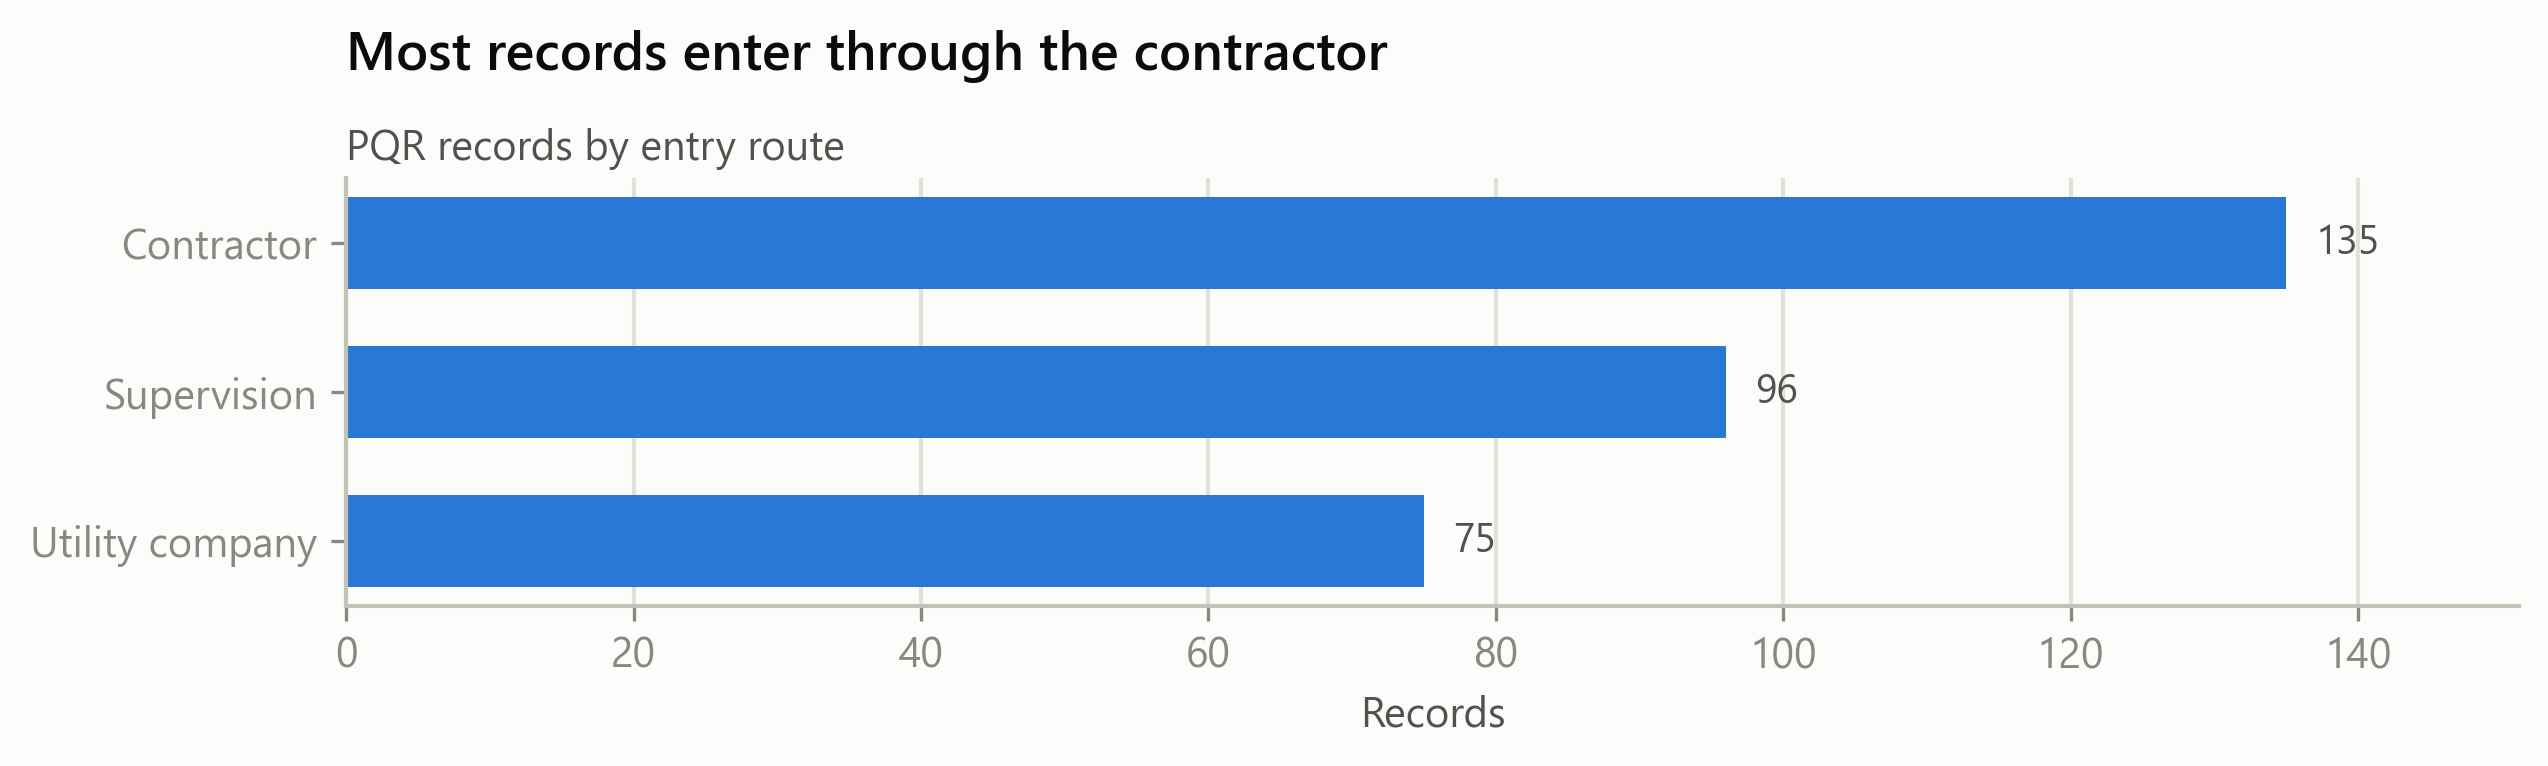 Most records enter through the contractor
PQR records by entry route
Contractor
135
Supervision
96
Utility company
75
0 20 40 60 80 100 120 140
Records